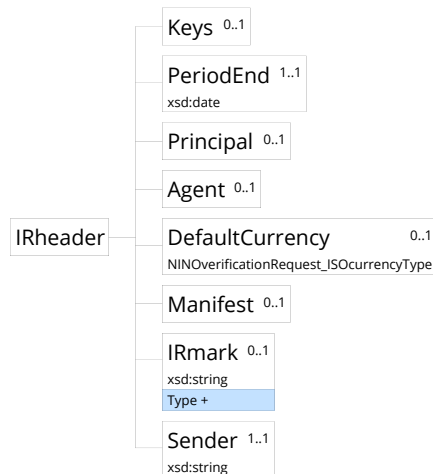 Keys 0..1
PeriodEnd 1..1
xsd:date
Principal 0..1
Agent 0..1
IRheader
DefaultCurrency 0..1
NINOverificationRequest_ISOcurrencyType
Manifest 0..1
IRmark 0..1
xsd:string
Type +
Sender 1..1
xsd:string